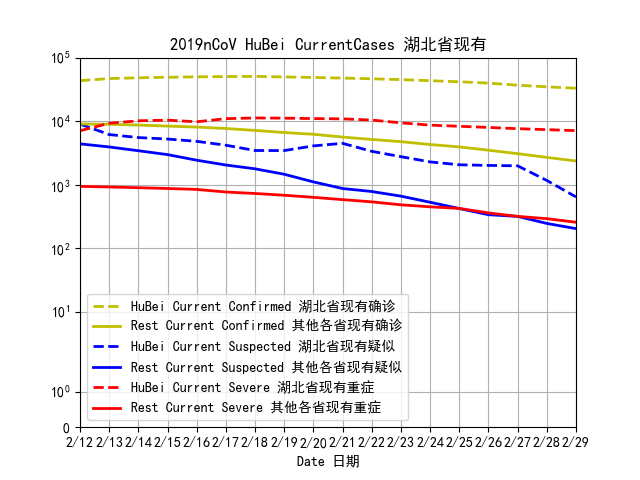 2019nCoV HuBei CurrentCases 湖北省现有
10^5
10^4
10^3
10^2
10^1
10^0
0
HuBei Current Confirmed 湖北省现有确诊
Rest Current Confirmed 其他各省现有确诊
HuBei Current Suspected 湖北省现有疑似
Rest Current Suspected 其他各省现有疑似
HuBei Current Severe 湖北省现有重症
Rest Current Severe 其他各省现有重症
2/12 2/13 2/14 2/15 2/16 2/17 2/18 2/19 2/20 2/21 2/22 2/23 2/24 2/25 2/26 2/27 2/28 2/29
Date 日期